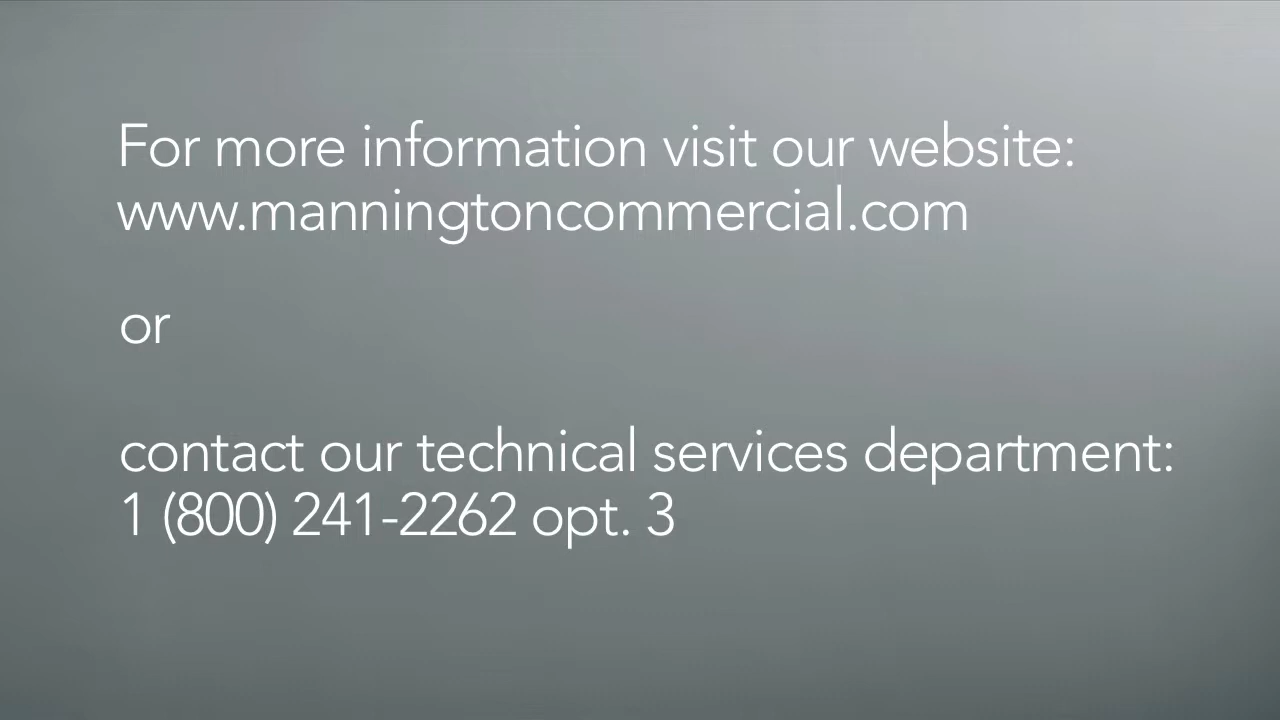 For more information visit our website:
www.manningtoncommercial.com
or
contact our technical services department:
1 (800) 241-2262 opt. 3